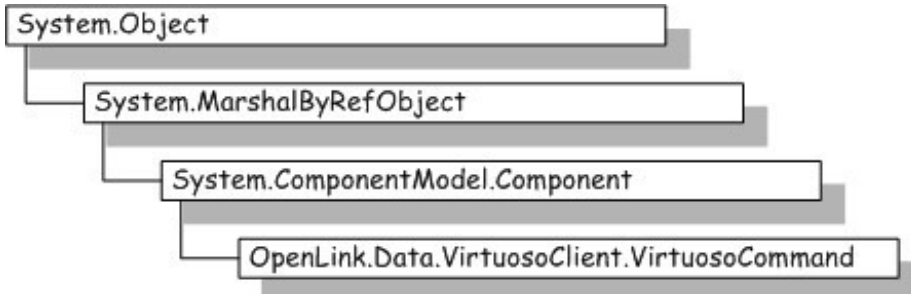 System.Object
System.MarshalByRefObject
System.ComponentModel.Component
OpenLink.Data.VirtuosoClient.VirtuosoCommand